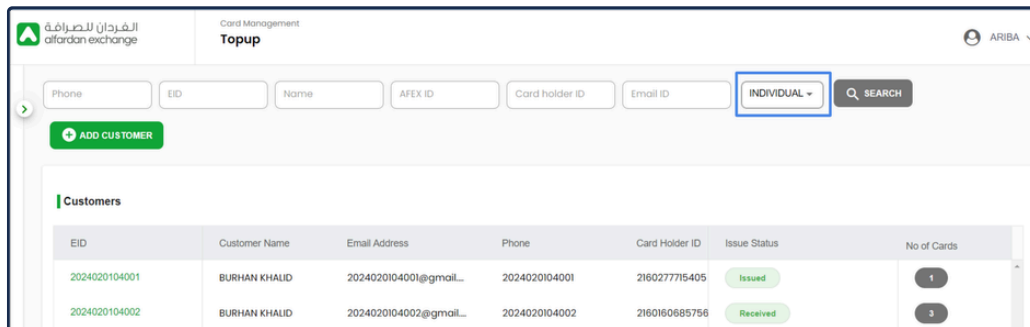 الفردان للصرافة
alfardan exchange
Card Management
Topup
ARIBA
Phone
EID
Name
AFEX ID
Card holder ID
Email ID
INDIVIDUAL
SEARCH
ADD CUSTOMER
Customers
EID Customer Name Email Address Phone Card Holder ID Issue Status No of Cards
2024020104001 BURHAN KHALID 2024020104001@gmail.... 2024020104001 2160277715405 Issued 1
2024020104002 BURHAN KHALID 2024020104002@gmail.... 2024020104002 2160160685756 Received 3